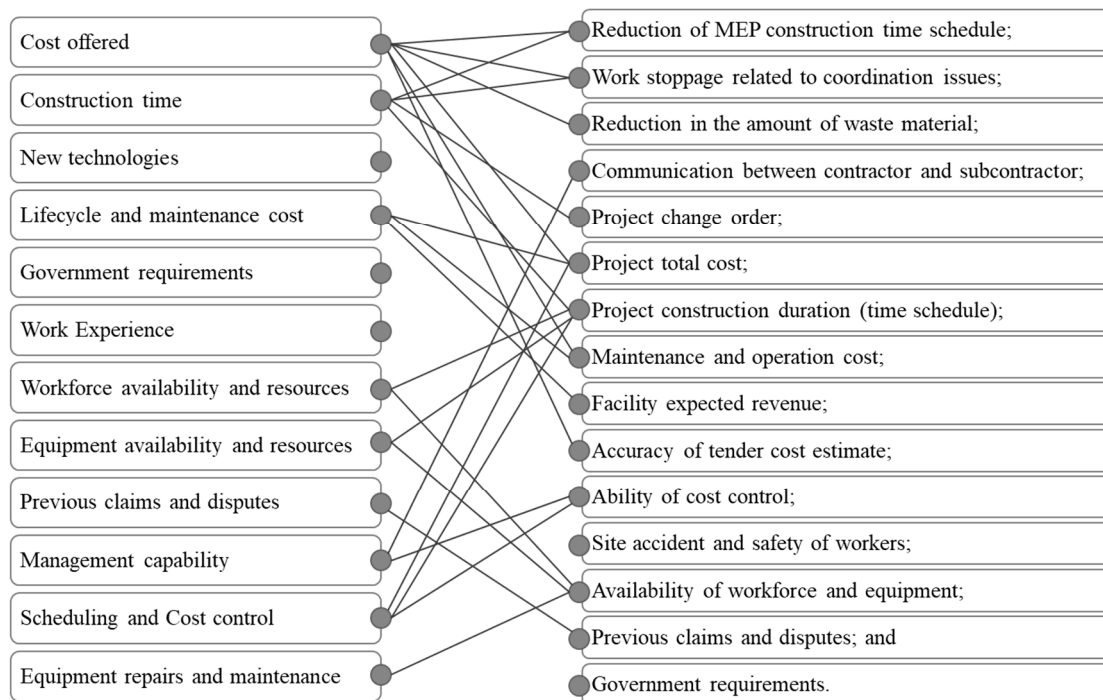 Cost offered
Construction time
New technologies
Lifecycle and maintenance cost
Government requirements
Work Experience
Workforce availability and resources
Equipment availability and resources
Previous claims and disputes
Management capability
Scheduling and Cost control
Equipment repairs and maintenance
Reduction of MEP construction time schedule;
Work stoppage related to coordination issues;
Reduction in the amount of waste material;
Communication between contractor and subcontractor;
Project change order;
Project total cost;
Project construction duration (time schedule);
Maintenance and operation cost;
Facility expected revenue;
Accuracy of tender cost estimate;
Ability of cost control;
Site accident and safety of workers;
Availability of workforce and equipment;
Previous claims and disputes; and
Government requirements.